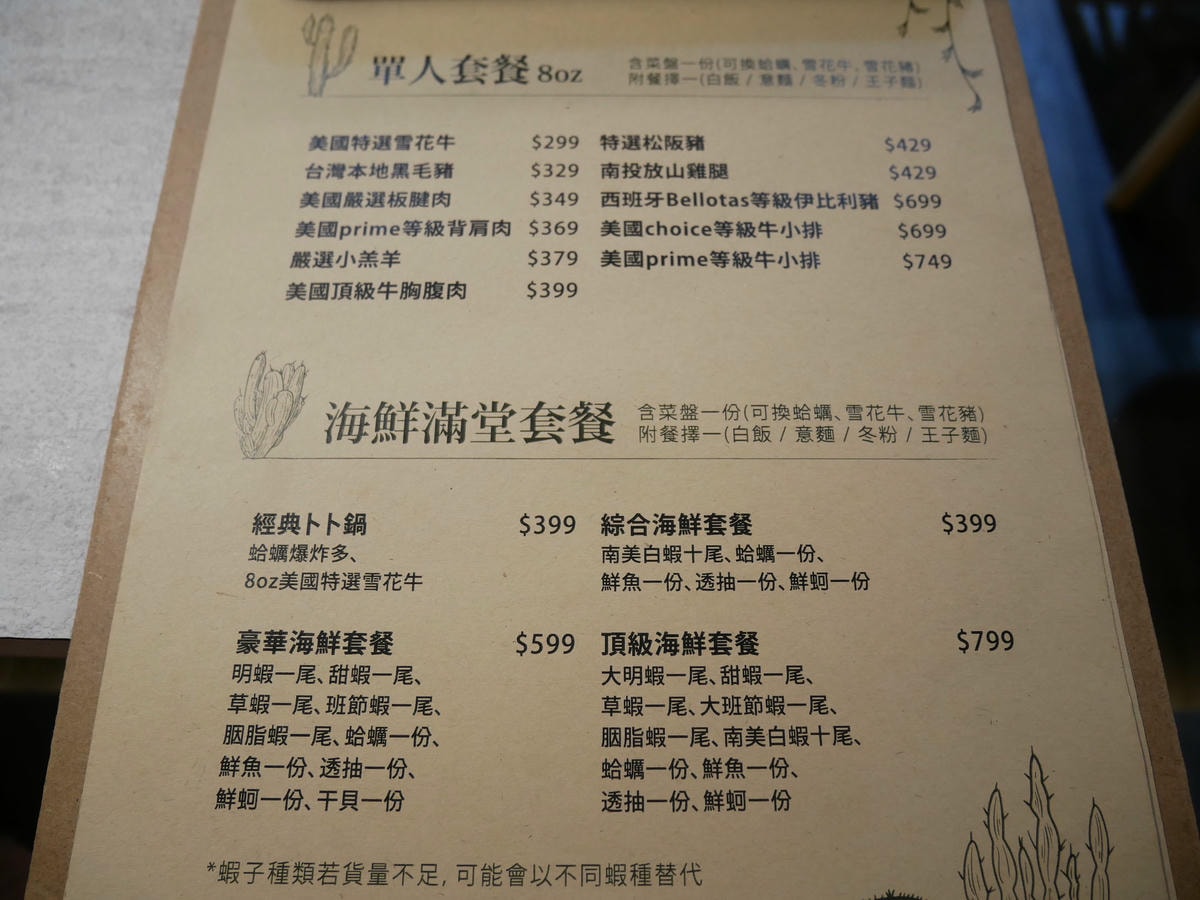 單人套餐 8oz
含菜盤一份(可換蛤蠣、雪花牛、雪花豬)
附餐擇一(白飯 / 意麵 / 冬粉 / 王子麵)
美國特選雪花牛 $299
台灣本地黑毛豬 $329
美國嚴選板腱肉 $349
美國prime等級背肩肉 $369
嚴選小羔羊 $379
美國頂級牛胸腹肉 $399
特選松阪豬 $429
南投放山雞腿 $429
西班牙Bellotas等級伊比利豬 $699
美國choice等級牛小排 $699
美國prime等級牛小排 $749
海鮮滿堂套餐
含菜盤一份(可換蛤蠣、雪花牛、雪花豬)
附餐擇一(白飯 / 意麵 / 冬粉 / 王子麵)
經典卜卜鍋 $399
蛤蠣爆炸多、
8oz美國特選雪花牛
綜合海鮮套餐 $399
南美白蝦十尾、蛤蠣一份、
鮮魚一份、透抽一份、鮮蚵一份
豪華海鮮套餐 $599
明蝦一尾、甜蝦一尾、
草蝦一尾、班節蝦一尾、
胭脂蝦一尾、蛤蠣一份、
鮮魚一份、透抽一份、
鮮蚵一份、干貝一份
頂級海鮮套餐 $799
大明蝦一尾、甜蝦一尾、
草蝦一尾、大班節蝦一尾、
胭脂蝦一尾、南美白蝦十尾、
蛤蠣一份、鮮魚一份、
透抽一份、鮮蚵一份
*蝦子種類若貨量不足, 可能會以不同蝦種替代